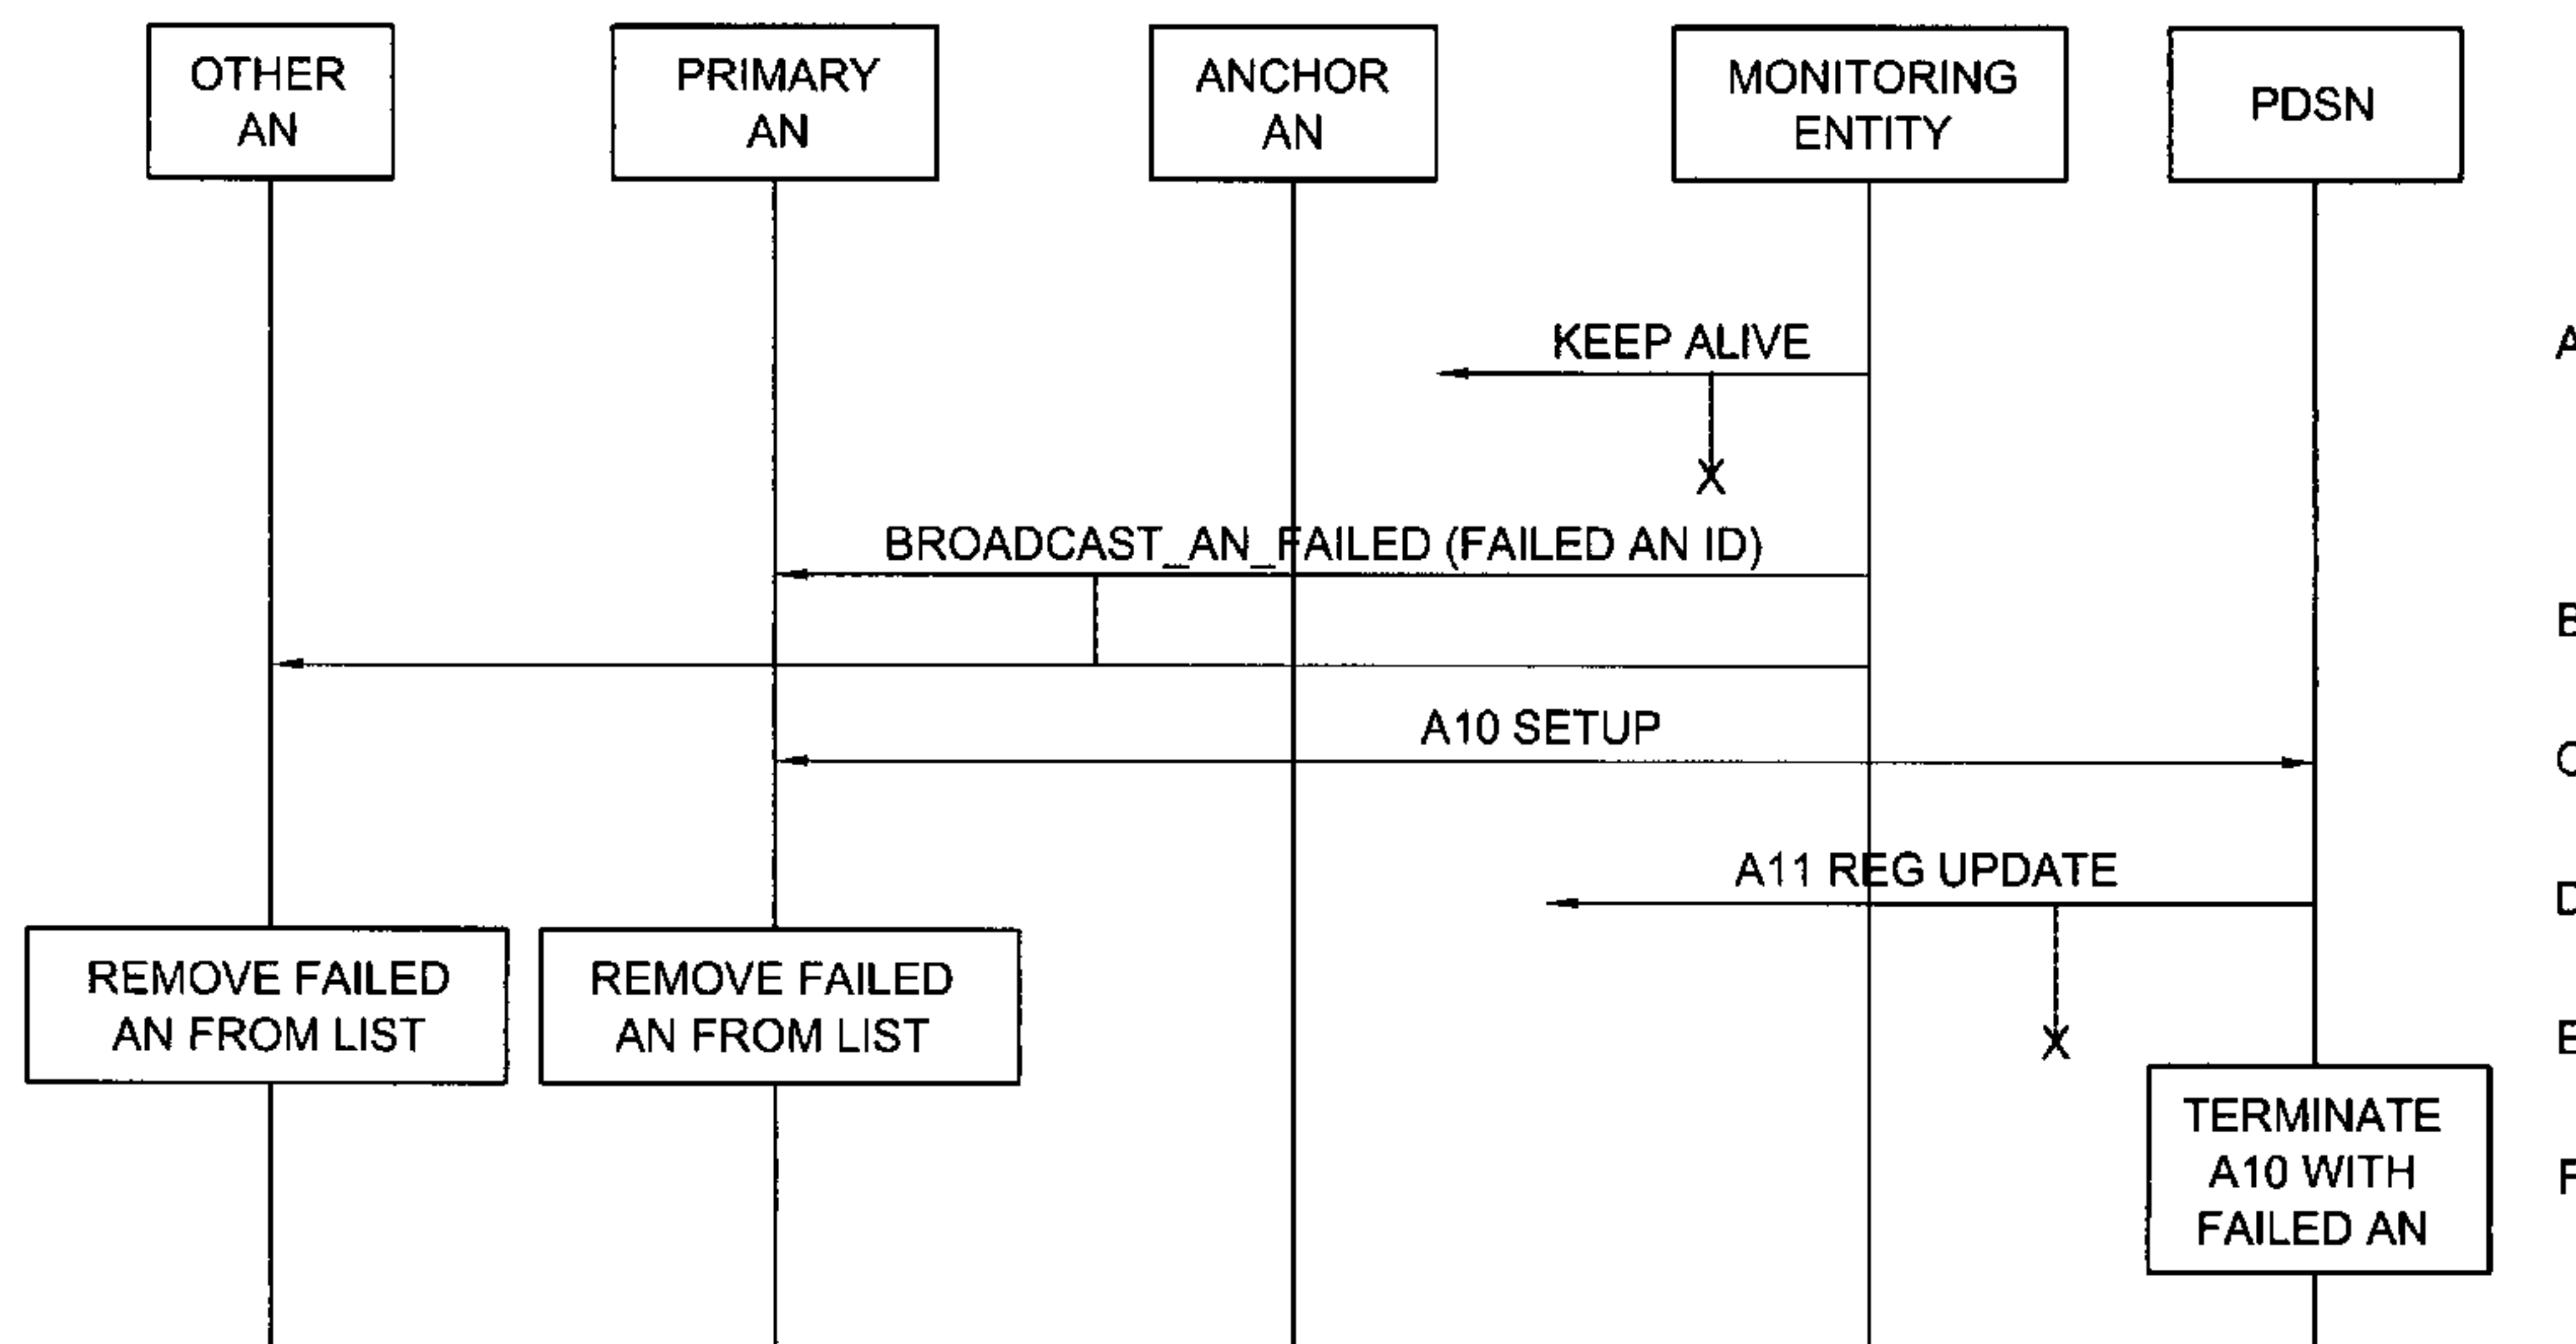 OTHER
AN
PRIMARY
AN
ANCHOR
AN
MONITORING
ENTITY
PDSN
KEEP ALIVE
A
X
BROADCAST_AN_FAILED (FAILED AN ID)
B
A10 SETUP
C
A11 REG UPDATE
D
REMOVE FAILED
AN FROM LIST
REMOVE FAILED
AN FROM LIST
X
E
TERMINATE
A10 WITH
FAILED AN
F